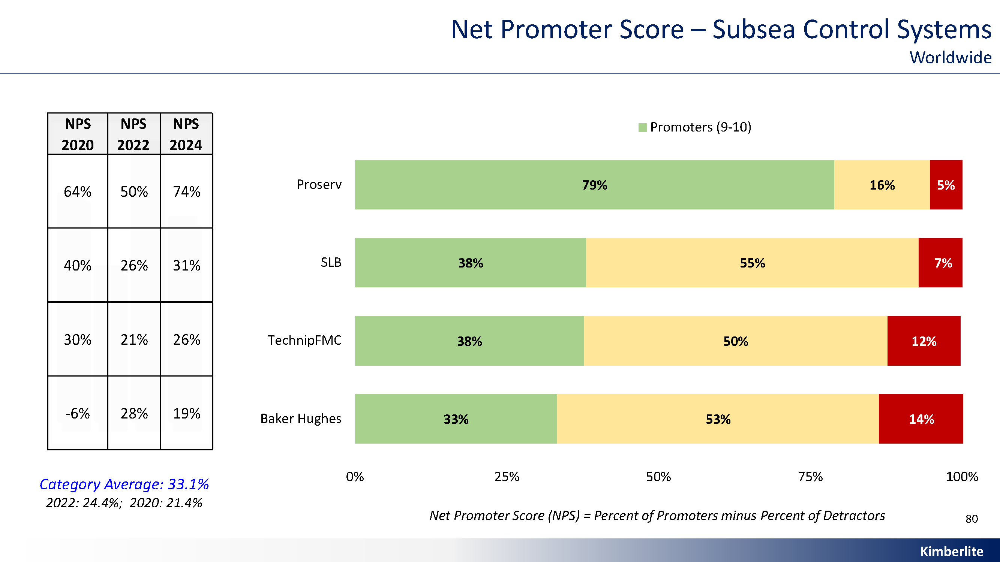 Net Promoter Score – Subsea Control Systems
Worldwide
NPS 2020 NPS 2022 NPS 2024
64% 50% 74%
40% 26% 31%
30% 21% 26%
-6% 28% 19%
Category Average: 33.1%
2022: 24.4%; 2020: 21.4%
Promoters (9-10)
Proserv 79% 16% 5%
SLB 38% 55% 7%
TechnipFMC 38% 50% 12%
Baker Hughes 33% 53% 14%
0% 25% 50% 75% 100%
Net Promoter Score (NPS) = Percent of Promoters minus Percent of Detractors
80
Kimberlite